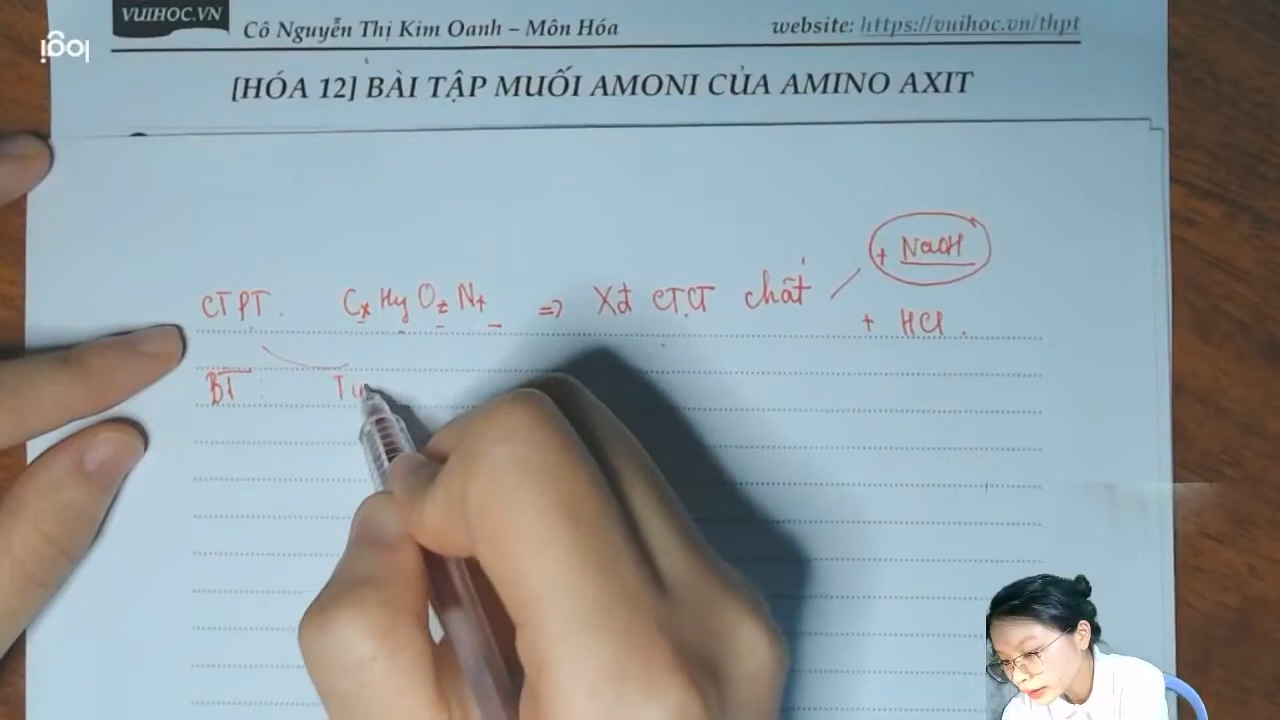 VUIHOC.VN
Cô Nguyễn Thị Kim Oanh – Môn Hóa
website: https://vuihoc.vn/thpt
logi
[HÓA 12] BÀI TẬP MUỐI AMONI CỦA AMINO AXIT
+ NaOH
CTPT. CxHyOzNt => Xđ CTCT chất
+ HCl.
BT: